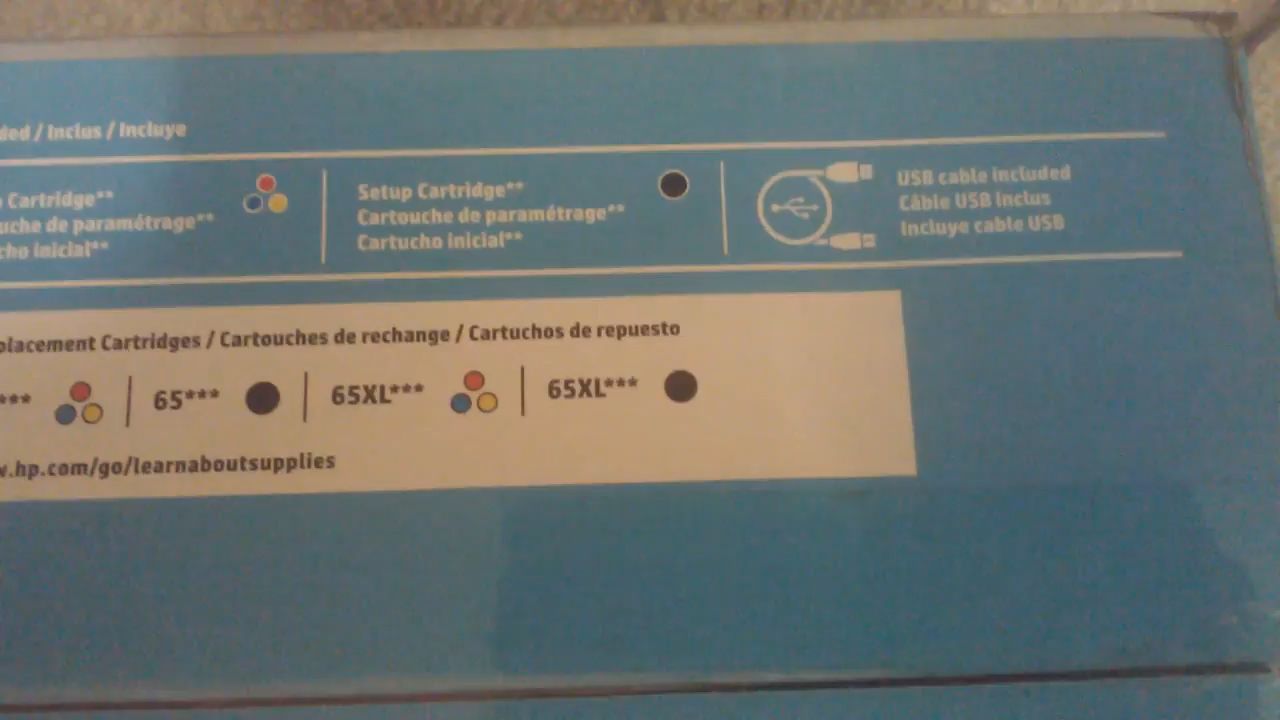 ded / Inclus / Incluye
Cartridge**
uche de paramétrage**
cho inicial**
Setup Cartridge**
Cartouche de paramétrage**
Cartucho inicial**
USB cable included
Câble USB inclus
Incluye cable USB
placement Cartridges / Cartouches de rechange / Cartuchos de repuesto
*** | 65*** | 65XL*** | 65XL***
w.hp.com/go/learnaboutsupplies